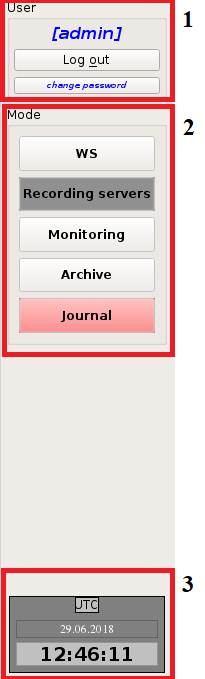 User
1
[admin]
Log out
change password
Mode
2
WS
Recording servers
Monitoring
Archive
Journal
3
UTC
29.06.2018
12:46:11